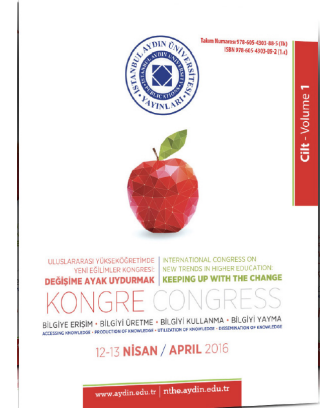 Takım Numarası: 978-605-4303-88-5 (Tk)
ISBN 978-605-4303-89-2 (1.c)
İSTANBUL AYDIN ÜNİVERSİTESİ
YAYINLARI
Cilt - Volume 1
ULUSLARARASI YÜKSEKÖĞRETİMDE
YENİ EĞİLİMLER KONGRESİ:
DEĞİŞİME AYAK UYDURMAK
INTERNATIONAL CONGRESS ON
NEW TRENDS IN HIGHER EDUCATION:
KEEPING UP WITH THE CHANGE
KONGRE CONGRESS
BİLGİYE ERİŞİM • BİLGİYİ ÜRETME • BİLGİYİ KULLANMA • BİLGİYİ YAYMA
ACCESSING KNOWLEDGE • PRODUCTION OF KNOWLEDGE • UTILIZATION OF KNOWLEDGE • DISSEMINATION OF KNOWLEDGE
12-13 NİSAN / APRIL 2016
www.aydin.edu.tr | nthe.aydin.edu.tr